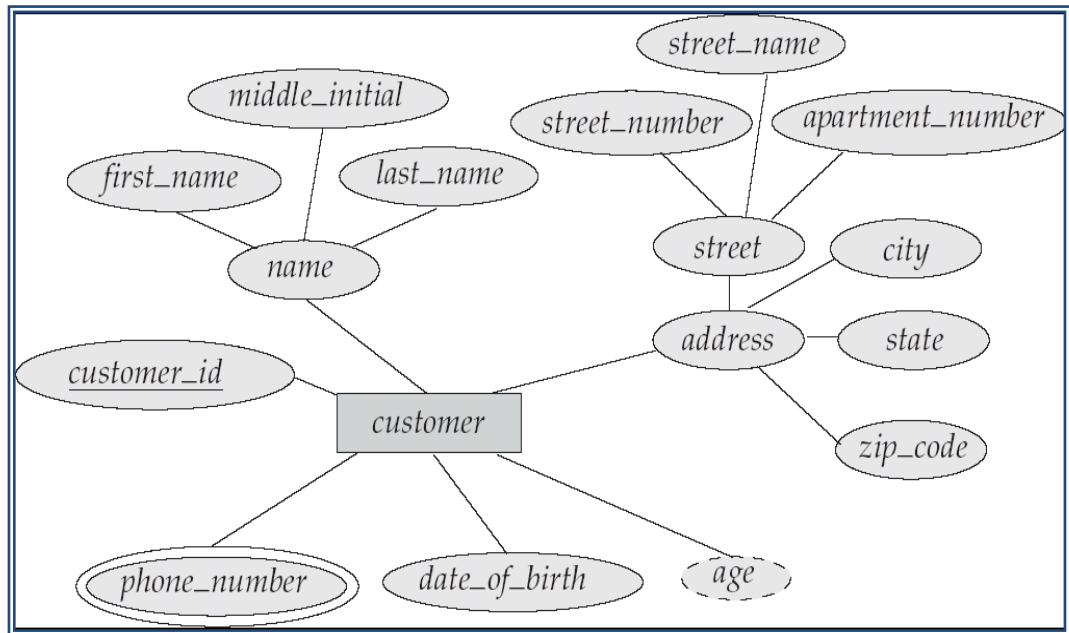 street_name
middle_initial
street_number
apartment_number
first_name
last_name
name
street
city
address
state
customer_id
customer
zip_code
phone_number
date_of_birth
age